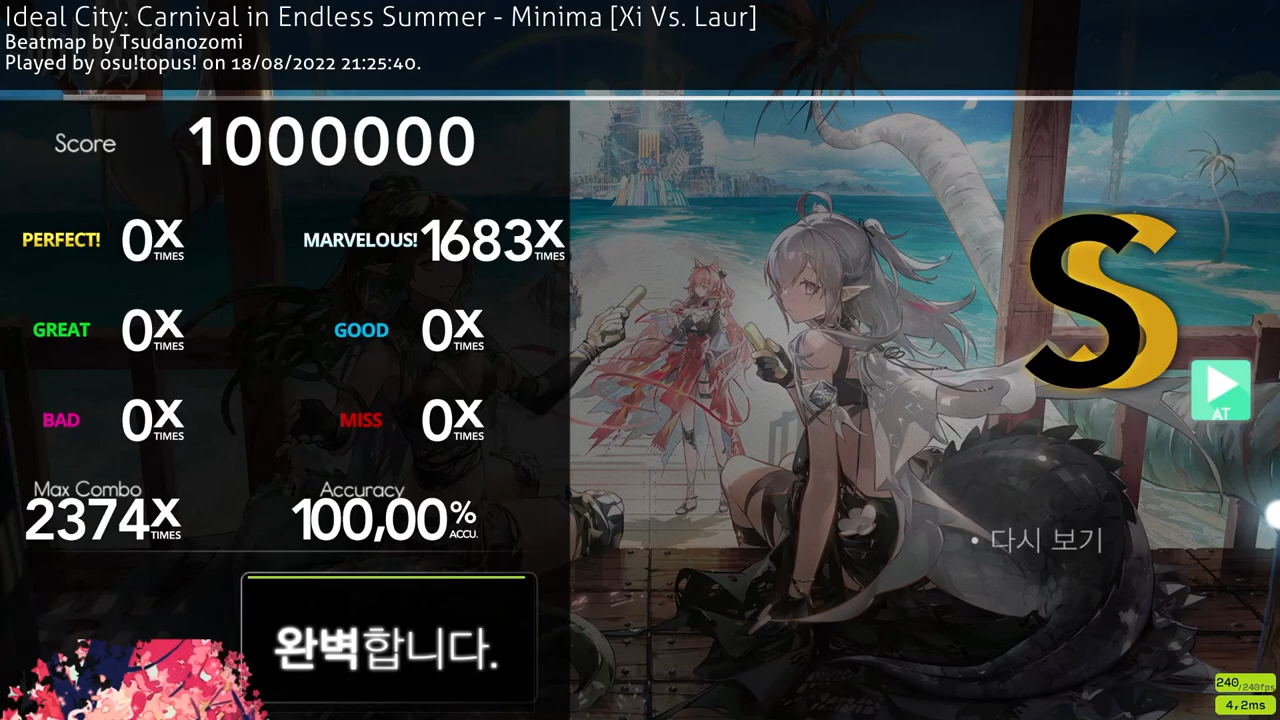 Ideal City: Carnival in Endless Summer - Minima [Xi Vs. Laur]
Beatmap by Tsudanozomi
Played by osu!topus! on 18/08/2022 21:25:40.
Score 1000000
PERFECT! 0X TIMES MARVELOUS! 1683X TIMES
GREAT 0X TIMES GOOD 0X TIMES
BAD 0X TIMES MISS 0X TIMES
Max Combo Accuracy
2374X TIMES 100,00% ACCU.
S
AT
• 다시 보기
완벽합니다.
240/240fps
4,2ms